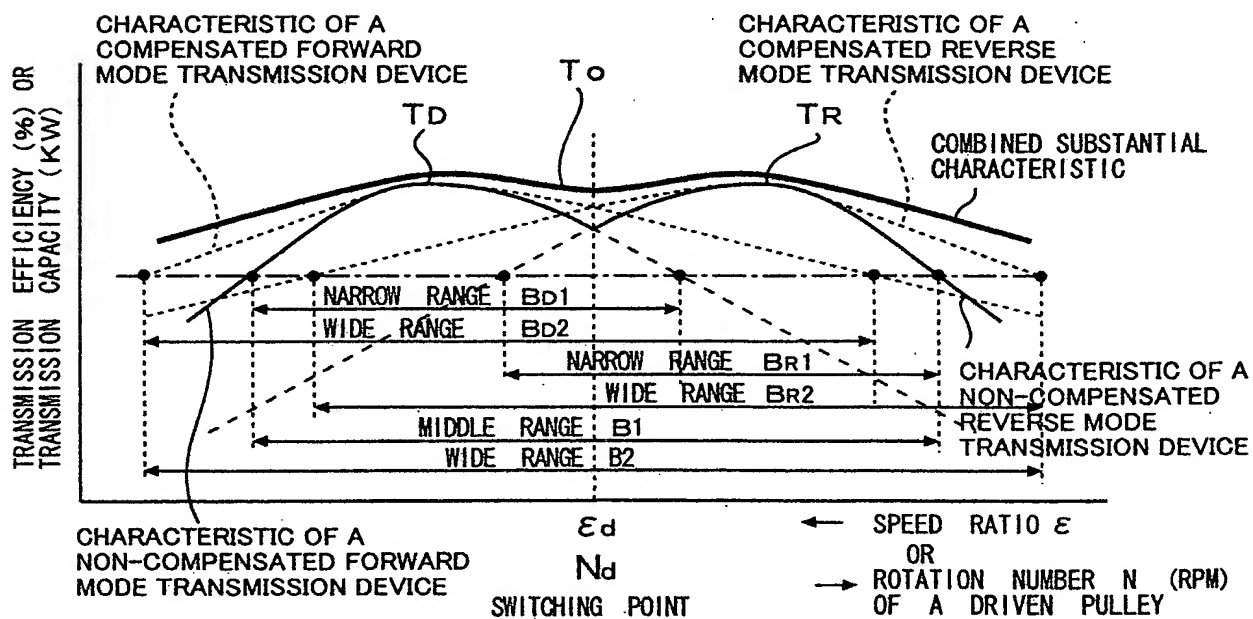 CHARACTERISTIC OF A
COMPENSATED FORWARD
MODE TRANSMISSION DEVICE
CHARACTERISTIC OF A
COMPENSATED REVERSE
MODE TRANSMISSION DEVICE
To
TD
TR
COMBINED SUBSTANTIAL
CHARACTERISTIC
TRANSMISSION EFFICIENCY (%) OR
TRANSMISSION CAPACITY (KW)
NARROW RANGE BD1
WIDE RANGE BD2
NARROW RANGE BR1
WIDE RANGE BR2
MIDDLE RANGE B1
WIDE RANGE B2
CHARACTERISTIC OF A
NON-COMPENSATED
REVERSE MODE
TRANSMISSION DEVICE
CHARACTERISTIC OF A
NON-COMPENSATED FORWARD
MODE TRANSMISSION DEVICE
εd
Nd
SWITCHING POINT
← SPEED RATIO ε
OR
→ ROTATION NUMBER N (RPM)
OF A DRIVEN PULLEY